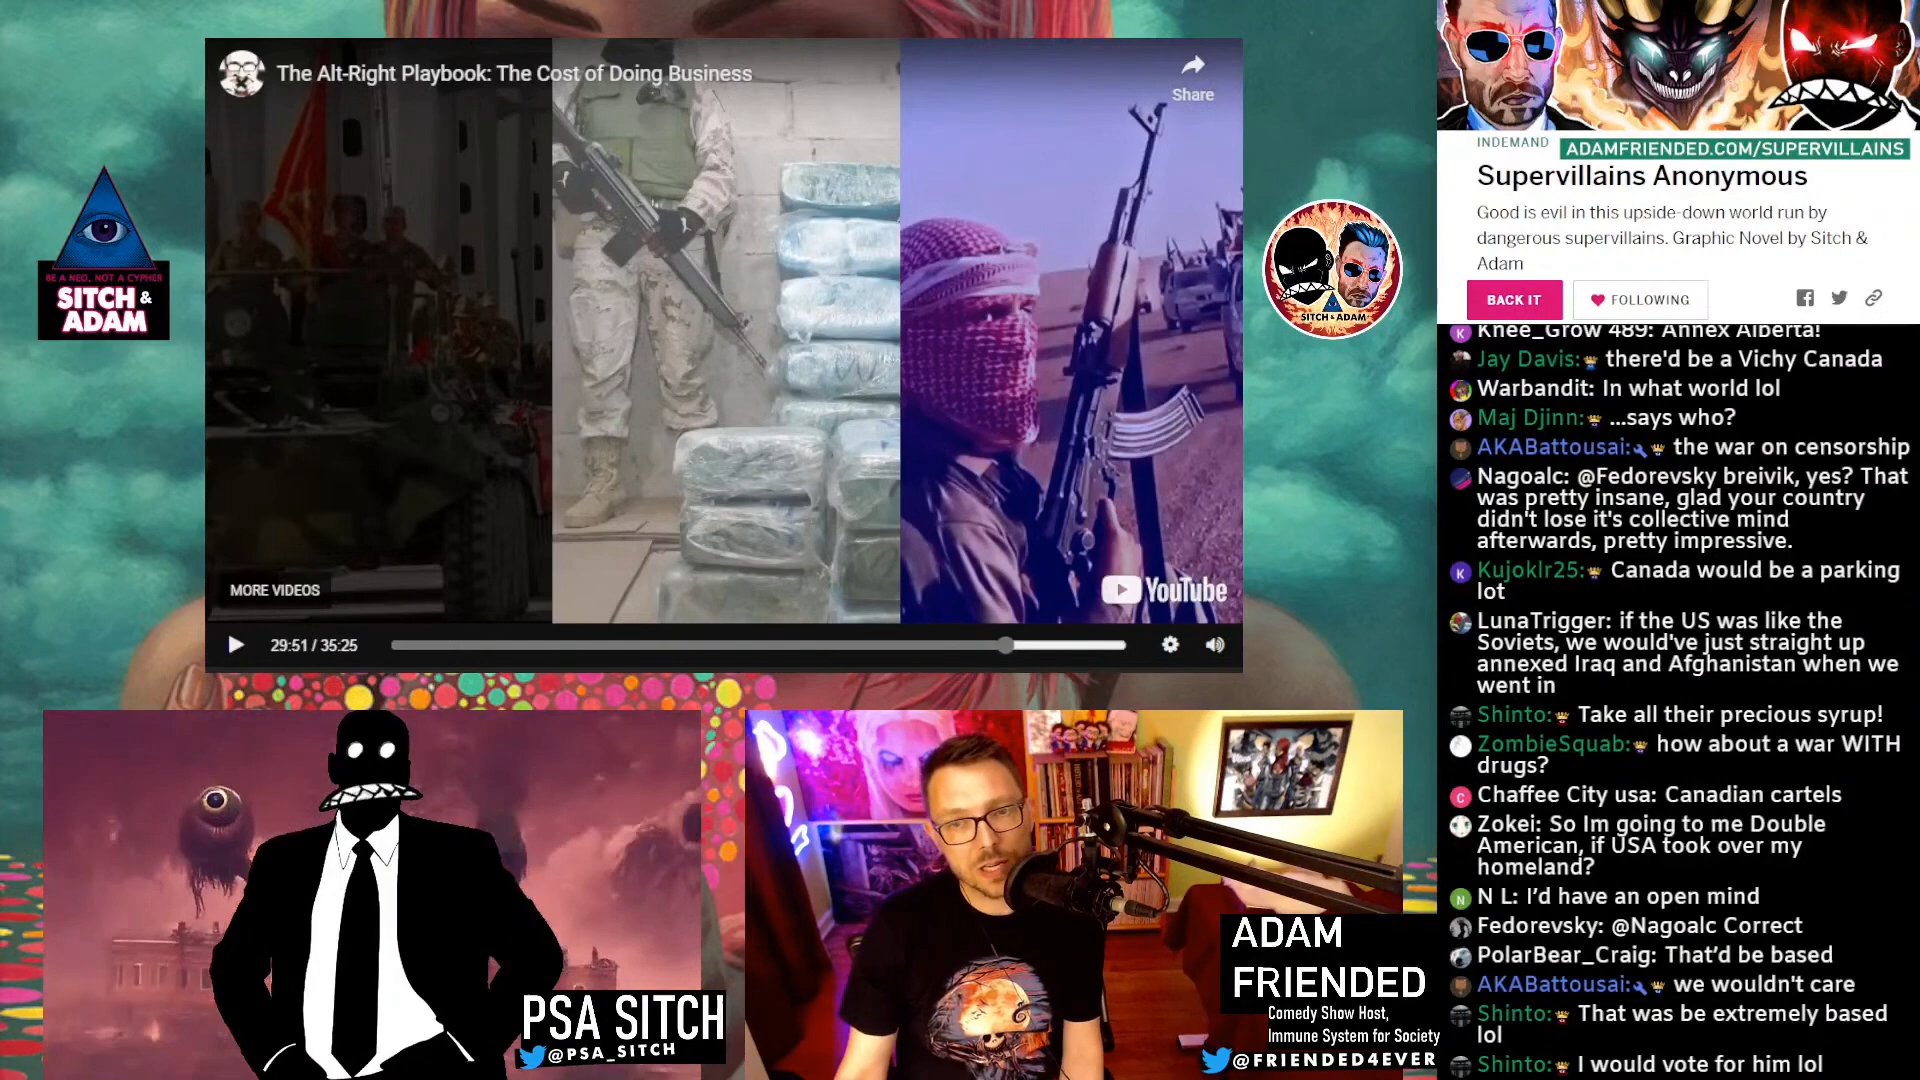 The Alt-Right Playbook: The Cost of Doing Business
Share
MORE VIDEOS
YouTube
29:51 / 35:25
BE A NEO, NOT A CYPHER
SITCH &
ADAM
SITCH & ADAM
INDEMAND
ADAMFRIENDED.COM/SUPERVILLAINS
Supervillains Anonymous
Good is evil in this upside-down world run by
dangerous supervillains. Graphic Novel by Sitch &
Adam
BACK IT
FOLLOWING
K Knee_Grow 489: Annex Alberta!
Jay Davis: there'd be a Vichy Canada
Warbandit: In what world lol
Maj Djinn: ...says who?
AKABattousai: the war on censorship
Nagoalc: @Fedorevsky breivik, yes? That
was pretty insane, glad your country
didn't lose it's collective mind
afterwards, pretty impressive.
K Kujoklr25: Canada would be a parking
lot
LunaTrigger: if the US was like the
Soviets, we would've just straight up
annexed Iraq and Afghanistan when we
went in
Shinto: Take all their precious syrup!
ZombieSquab: how about a war WITH
drugs?
C Chaffee City usa: Canadian cartels
Zokei: So Im going to me Double
American, if USA took over my
homeland?
N N L: I'd have an open mind
Fedorevsky: @Nagoalc Correct
PolarBear_Craig: That'd be based
AKABattousai: we wouldn't care
Shinto: That was be extremely based
lol
Shinto: I would vote for him lol
PSA SITCH
@PSA_SITCH
ADAM
FRIENDED
Comedy Show Host,
Immune System for Society
@FRIENDED4EVER